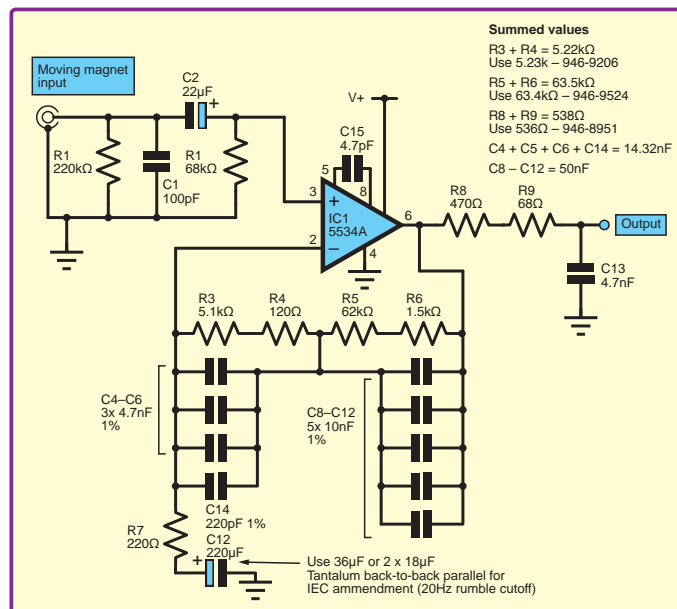 Summed values
R3 + R4 = 5.22kΩ
Use 5.23k – 946-9206
R5 + R6 = 63.5kΩ
Use 63.4kΩ – 946-9524
R8 + R9 = 538Ω
Use 536Ω – 946-8951
C4 + C5 + C6 + C14 = 14.32nF
C8 – C12 = 50nF
Moving magnet
input
C2
22µF
+
V+
C15
4.7pF
R1
220kΩ
C1
100pF
R1
68kΩ
5
8
3
+
IC1
5534A
6
2
–
4
R8
470Ω
R9
68Ω
Output
C13
4.7nF
R3
5.1kΩ
R4
120Ω
R5
62kΩ
R6
1.5kΩ
C4–C6
3x 4.7nF
1%
C8–C12
5x 10nF
1%
C14
220pF 1%
R7
220Ω
C12
220µF
+
Use 36µF or 2 x 18µF
Tantalum back-to-back parallel for
IEC ammendment (20Hz rumble cutoff)